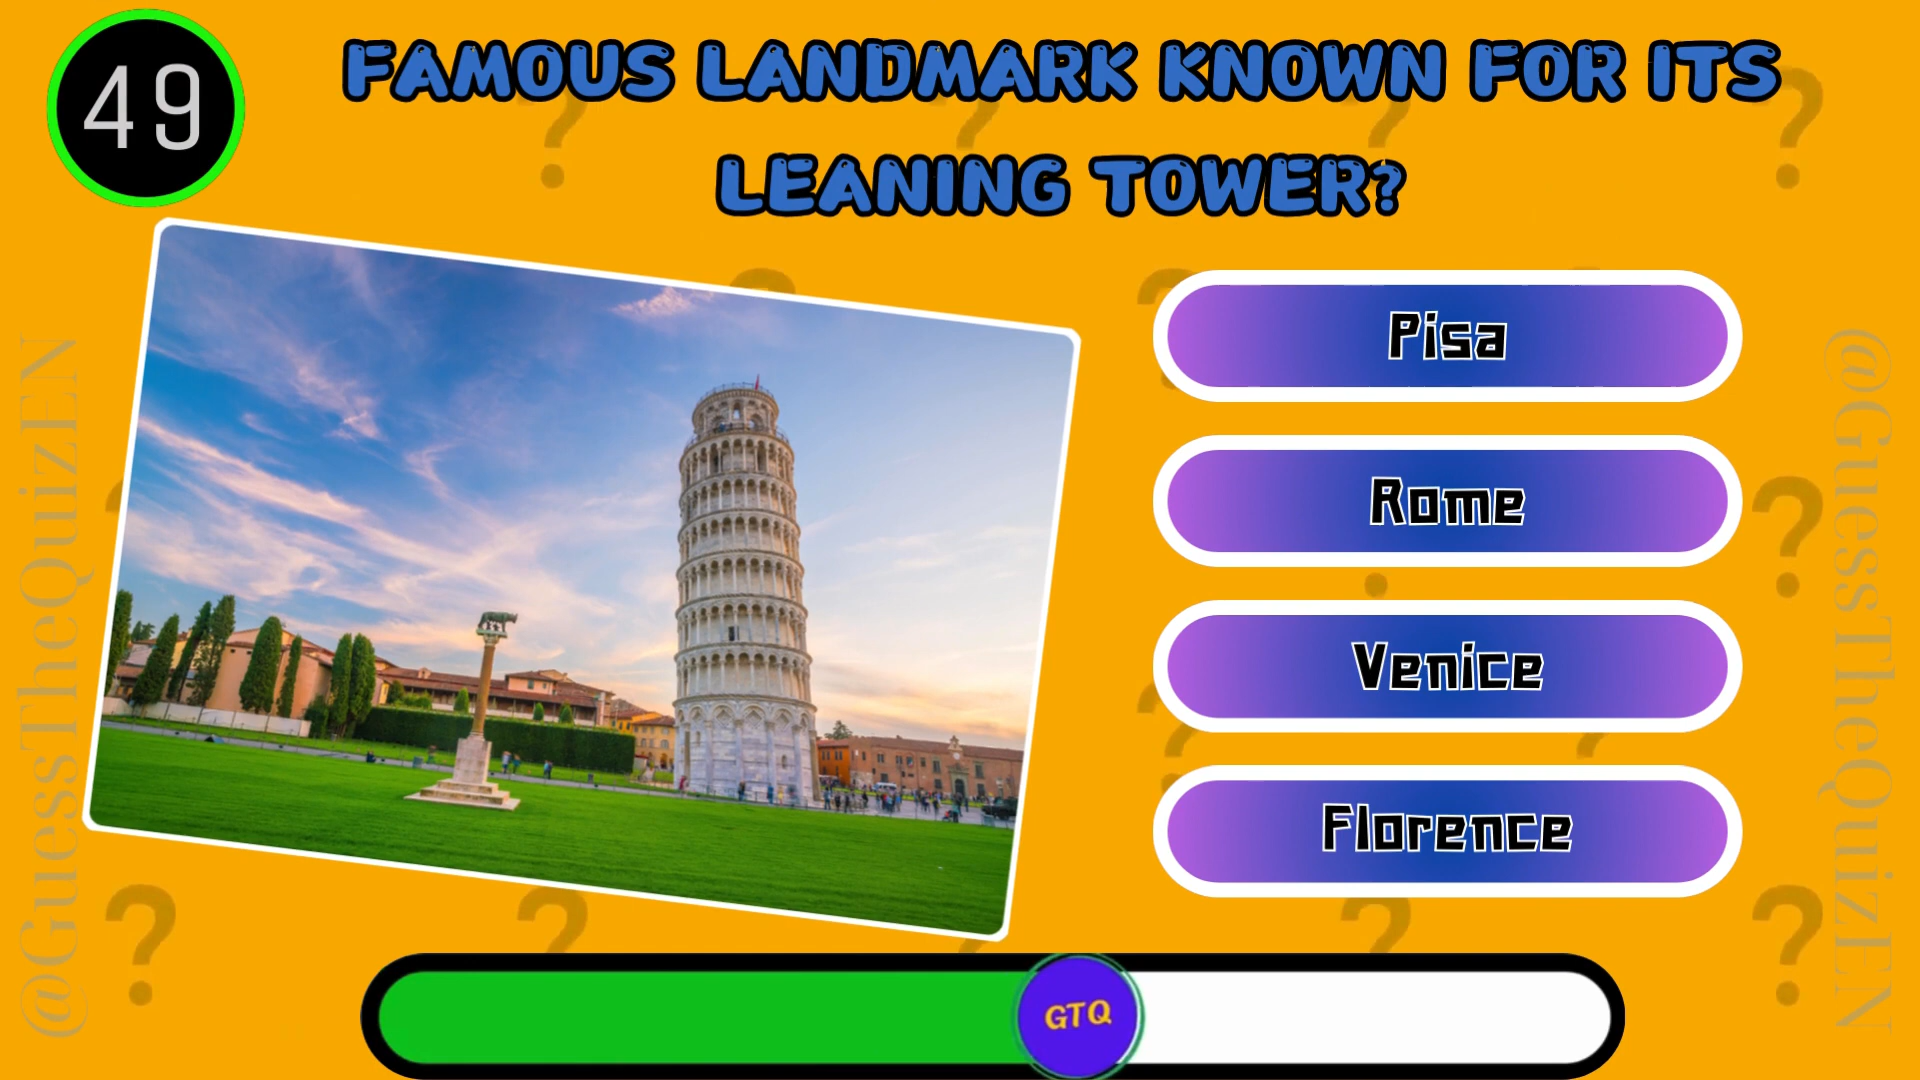 49
FAMOUS LANDMARK KNOWN FOR ITS
LEANING TOWER?
Pisa
Rome
Venice
Florence
GTQ
@GuessTheQuizEN
@GuessTheQuizEN